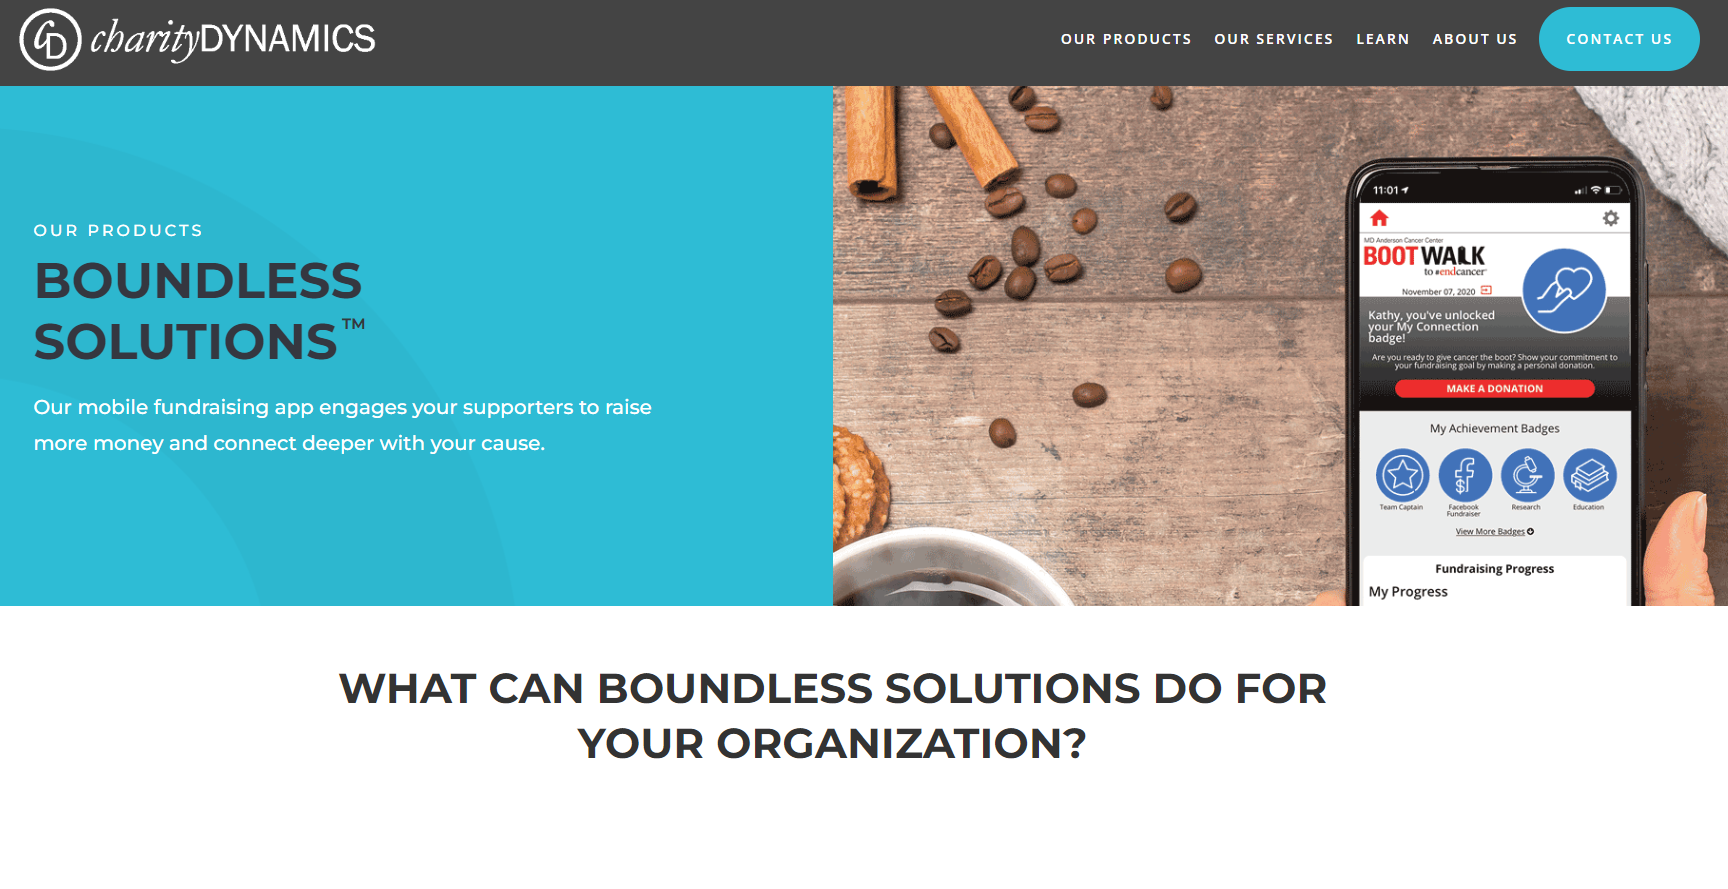 charityDYNAMICS
OUR PRODUCTS
OUR SERVICES
LEARN
ABOUT US
CONTACT US
OUR PRODUCTS
BOUNDLESS
SOLUTIONS™
Our mobile fundraising app engages your supporters to raise
more money and connect deeper with your cause.
11:01
MD Anderson Cancer Center
BOOT WALK
to #endcancer
November 07, 2020
Kathy, you've unlocked
your My Connection
badge!
Are you ready to give cancer the boot? Show your commitment to
your fundraising goal by making a personal donation.
MAKE A DONATION
My Achievement Badges
Team Captain
Facebook
Fundraiser
Research
Education
View More Badges
Fundraising Progress
My Progress
WHAT CAN BOUNDLESS SOLUTIONS DO FOR
YOUR ORGANIZATION?